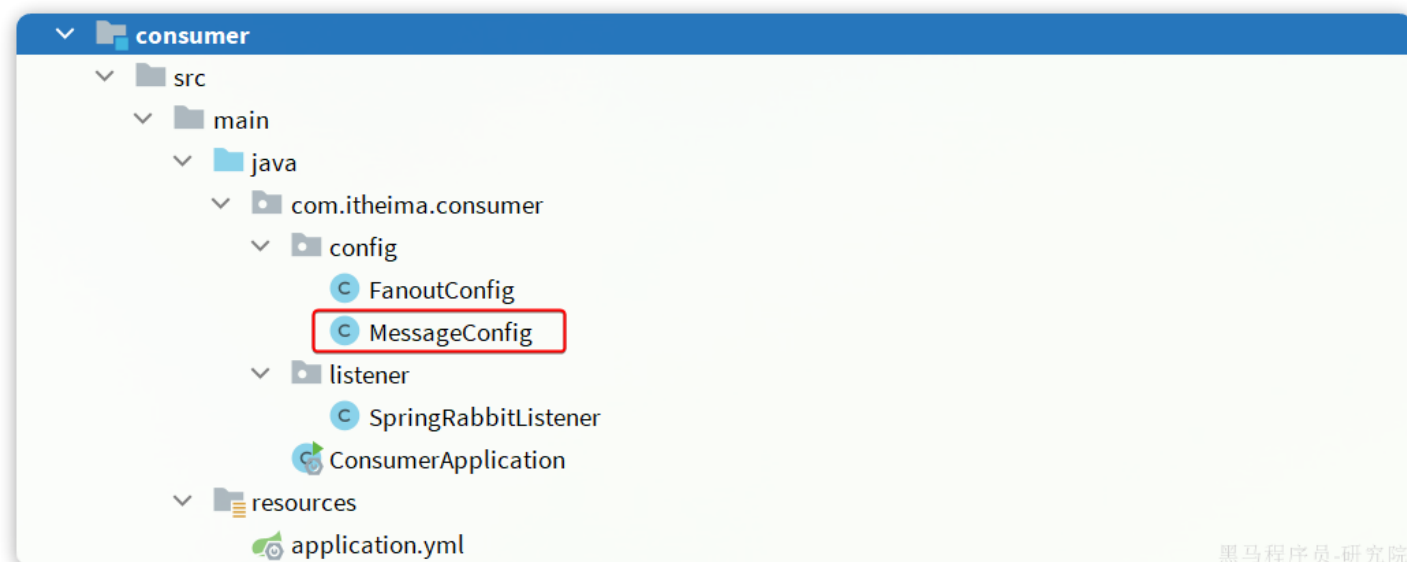 consumer
src
main
java
com.itheima.consumer
config
C FanoutConfig
C MessageConfig
listener
C SpringRabbitListener
C ConsumerApplication
resources
application.yml
黑马程序员-研究院